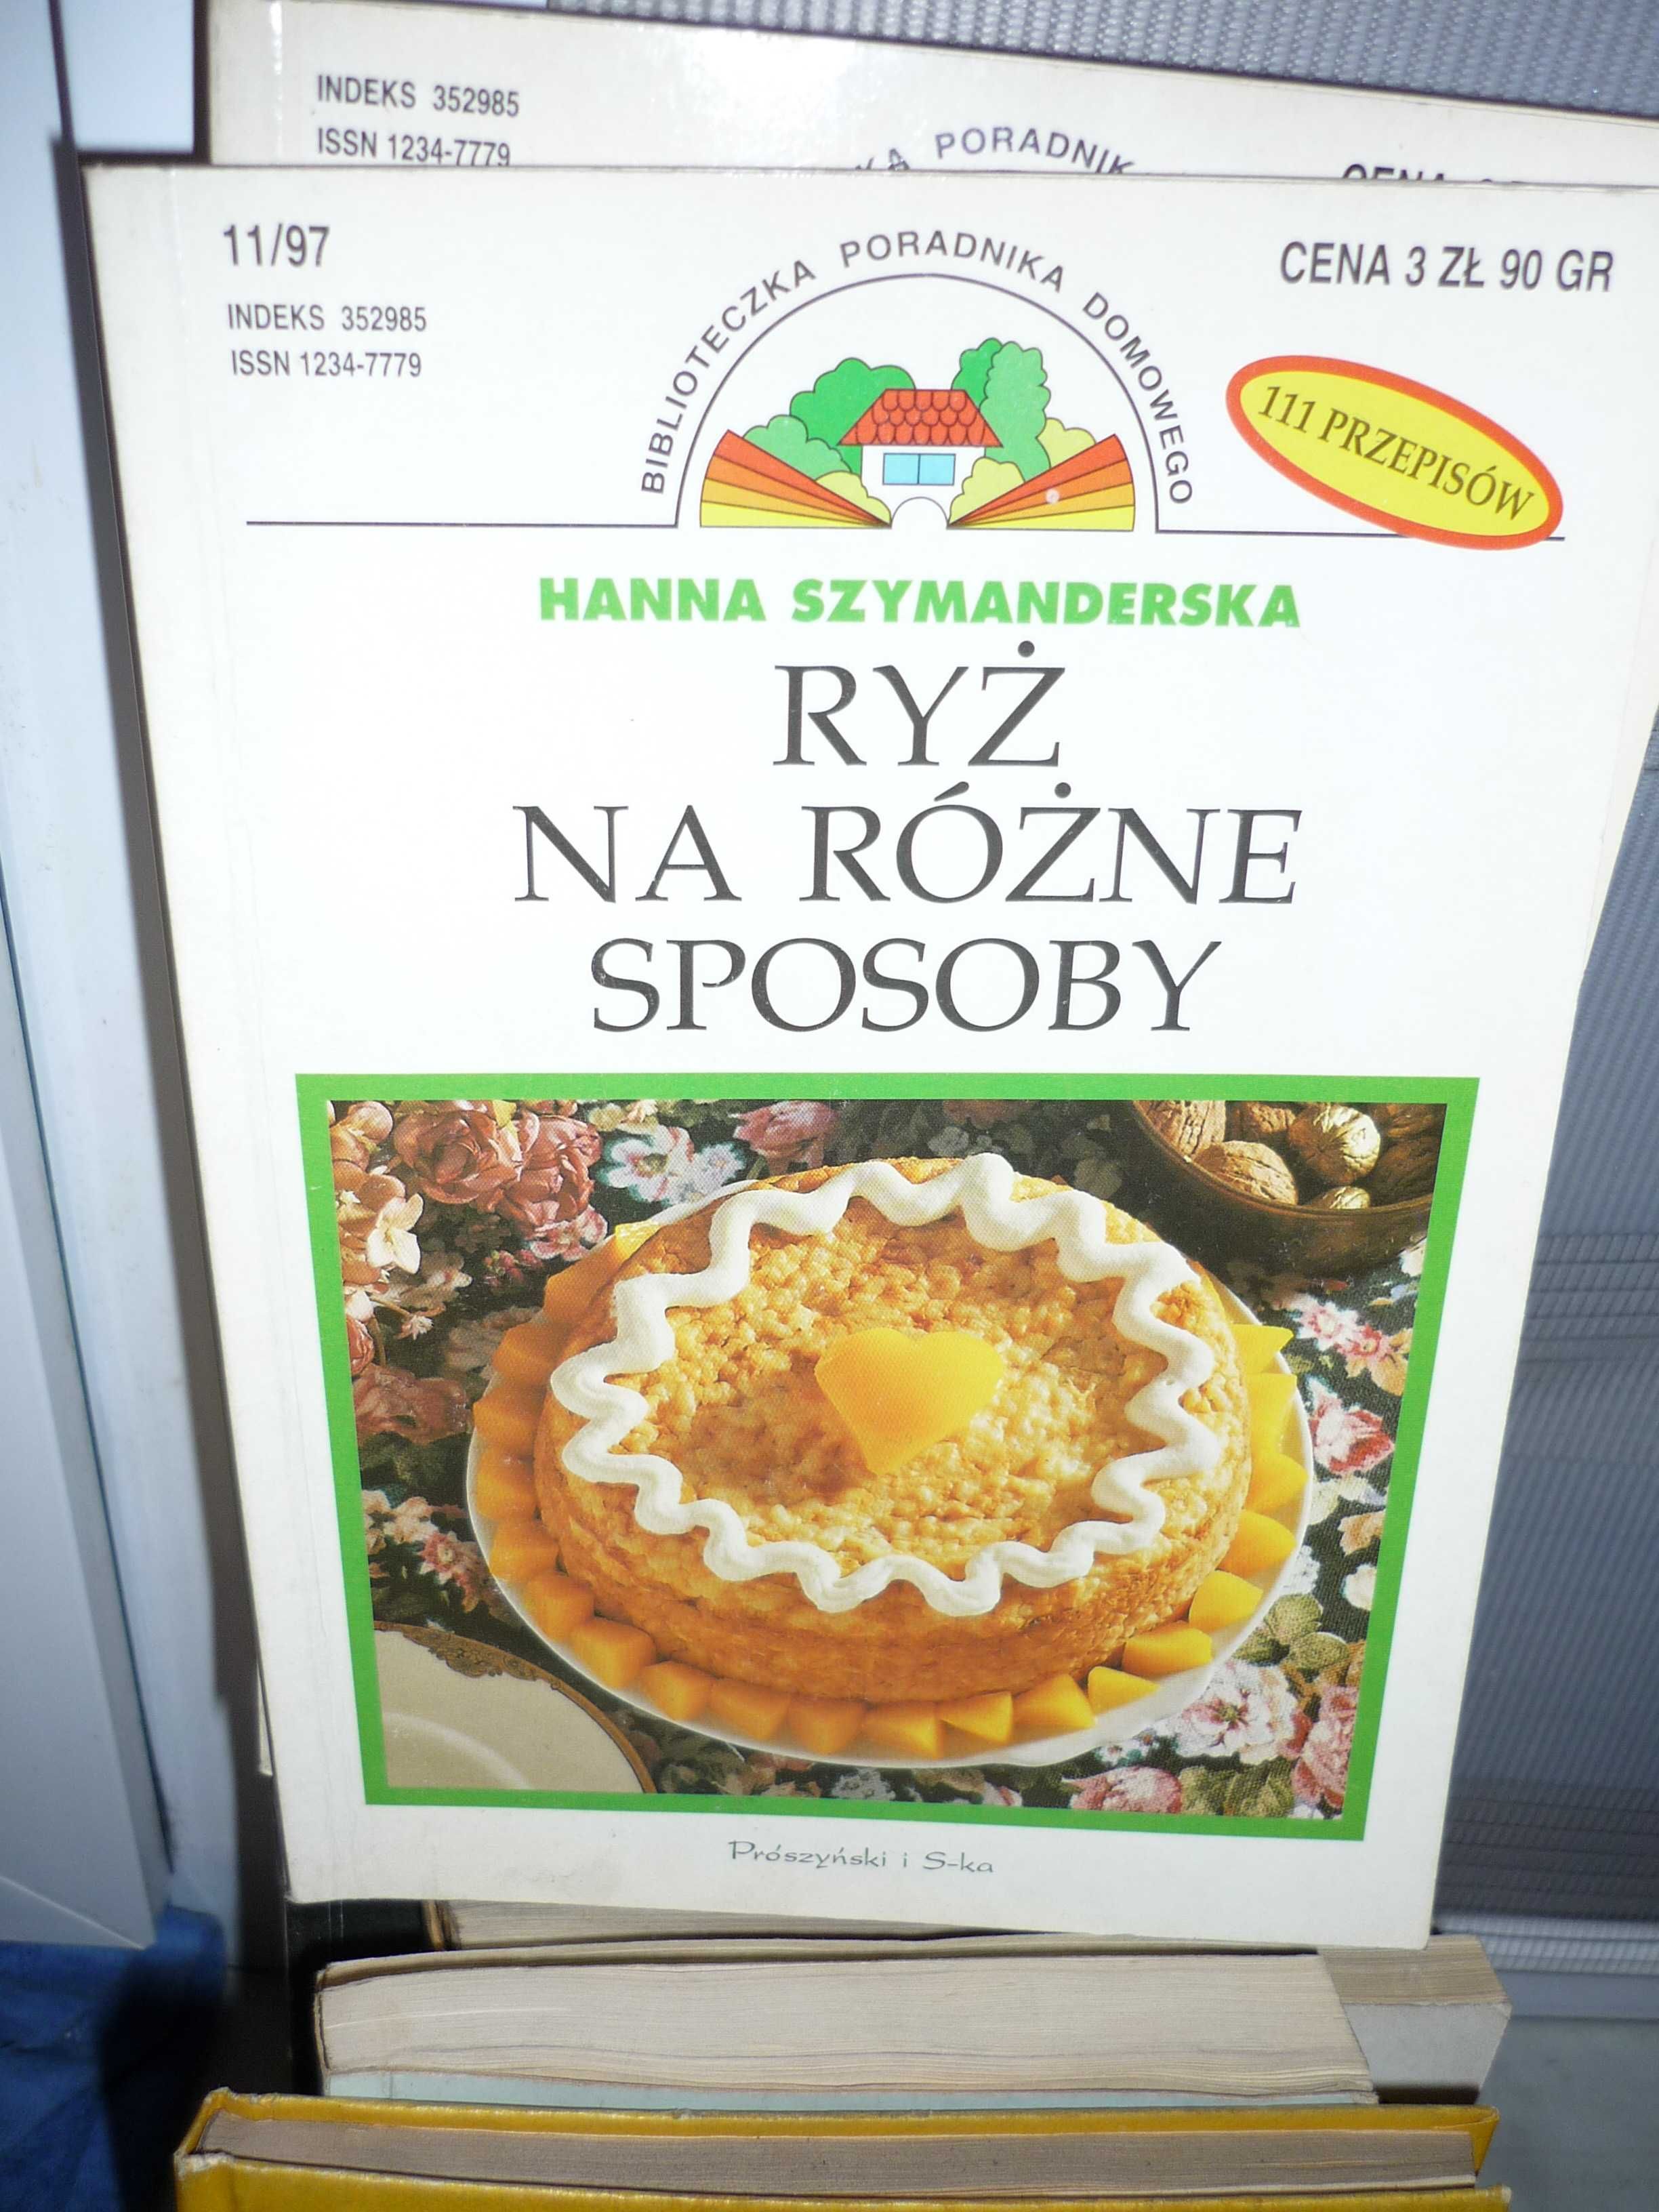 INDEKS 352985
ISSN 1234-7779
PORADNIK
11/97
INDEKS 352985
ISSN 1234-7779
BIBLIOTECZKA PORADNIKA DOMOWEGO
CENA 3 ZŁ 90 GR
111 PRZEPISÓW
HANNA SZYMANDERSKA
RYŻ
NA RÓŻNE
SPOSOBY
Prószyński i S-ka